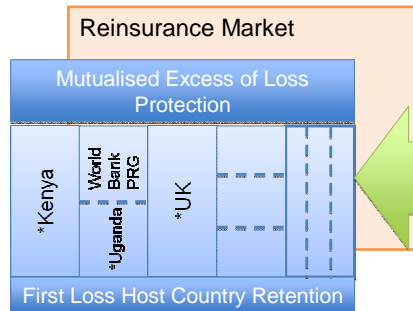 Reinsurance Market
Mutualised Excess of Loss
Protection
*Kenya
World
Bank
PRG
*Uganda
*UK
First Loss Host Country Retention